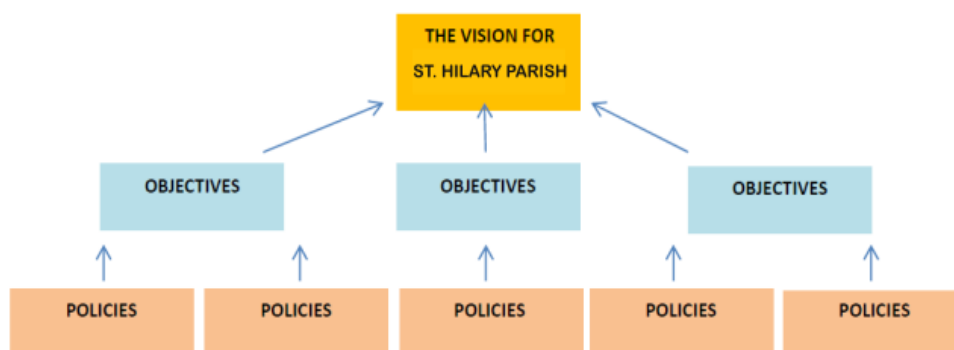 THE VISION FOR
ST. HILARY PARISH
OBJECTIVES
OBJECTIVES
OBJECTIVES
POLICIES
POLICIES
POLICIES
POLICIES
POLICIES